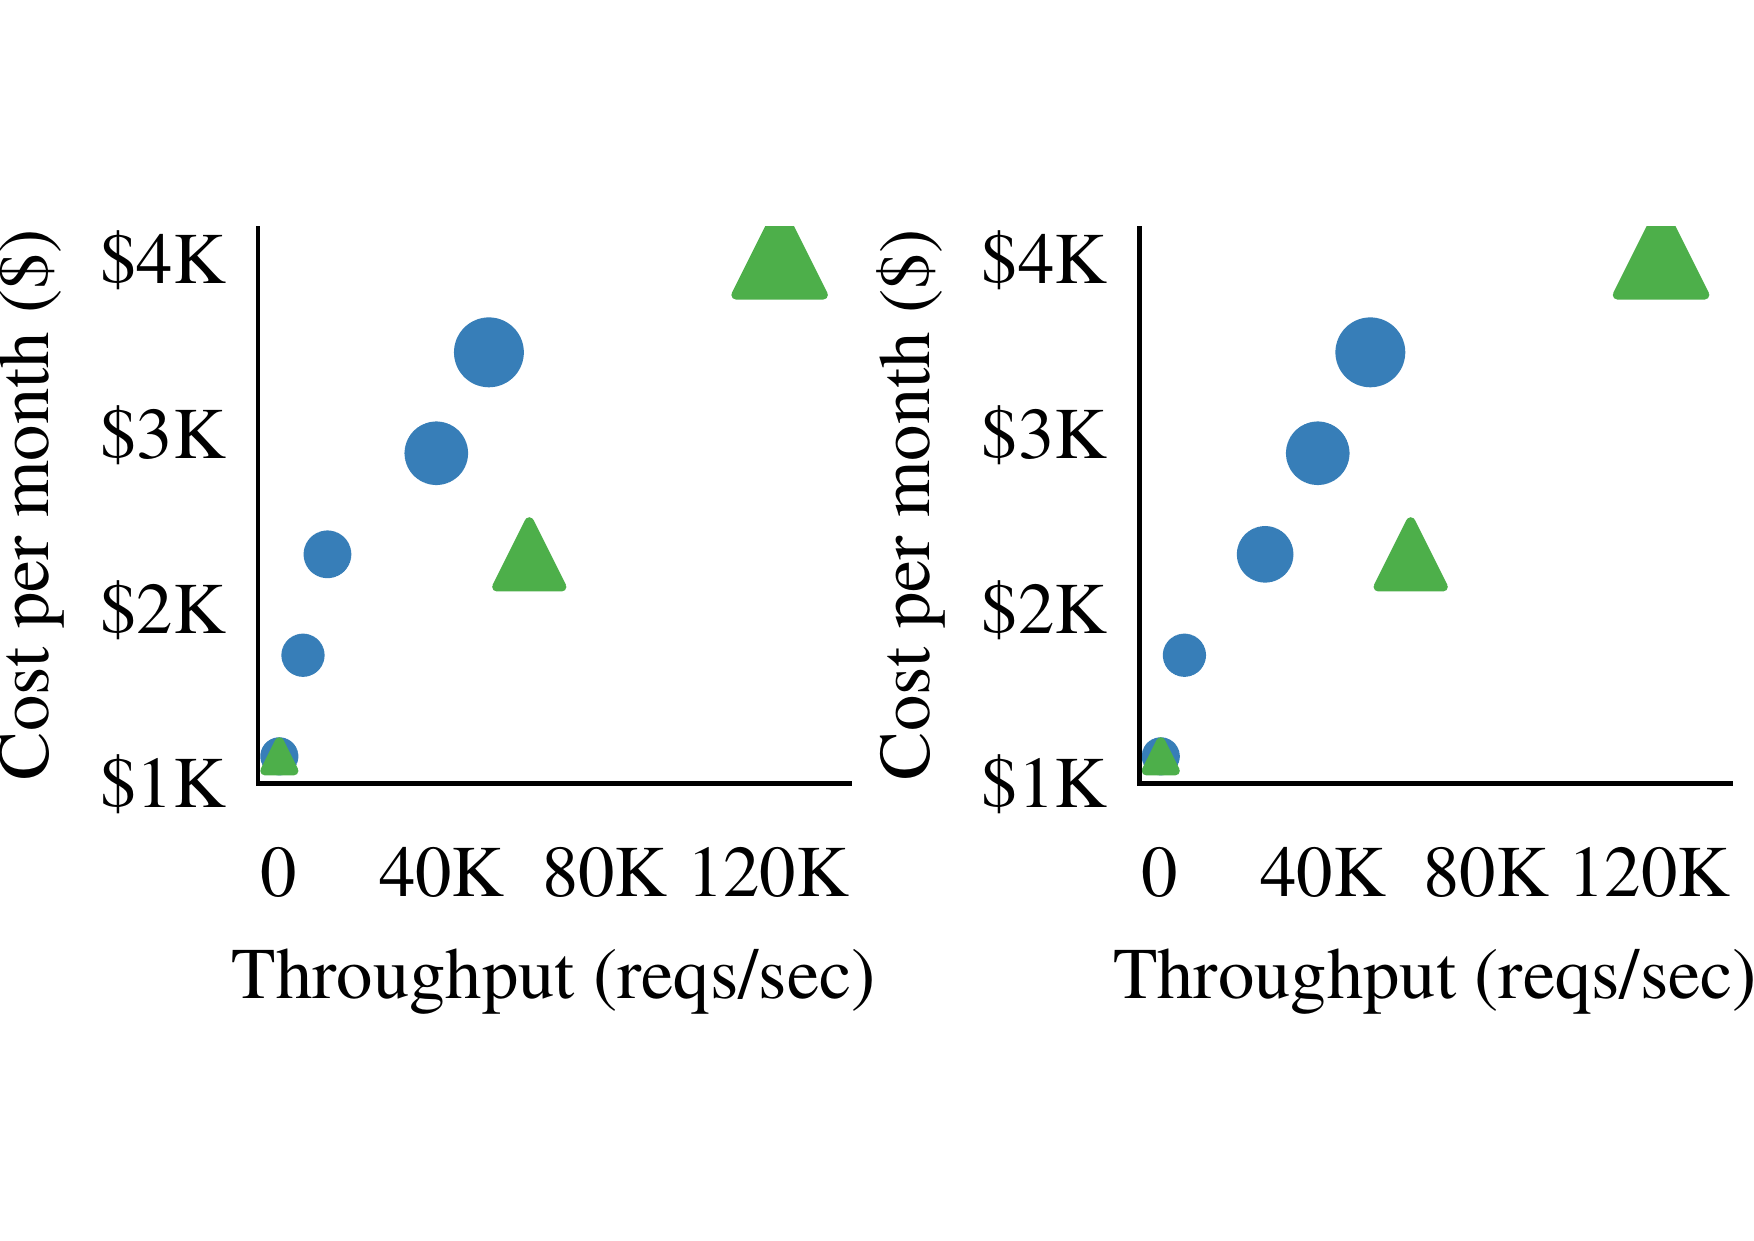 Cost per month ($)
$4K
$3K
$2K
$1K
0 40K 80K 120K
Throughput (reqs/sec)
Cost per month ($)
$4K
$3K
$2K
$1K
0 40K 80K 120K
Throughput (reqs/sec)